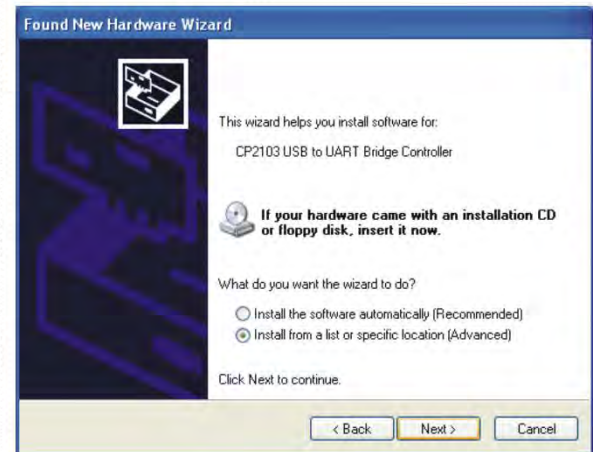 Found New Hardware Wizard
This wizard helps you install software for:
CP2103 USB to UART Bridge Controller
If your hardware came with an installation CD
or floppy disk, insert it now.
What do you want the wizard to do?
Install the software automatically (Recommended)
Install from a list or specific location (Advanced)
Click Next to continue.
< Back Next > Cancel